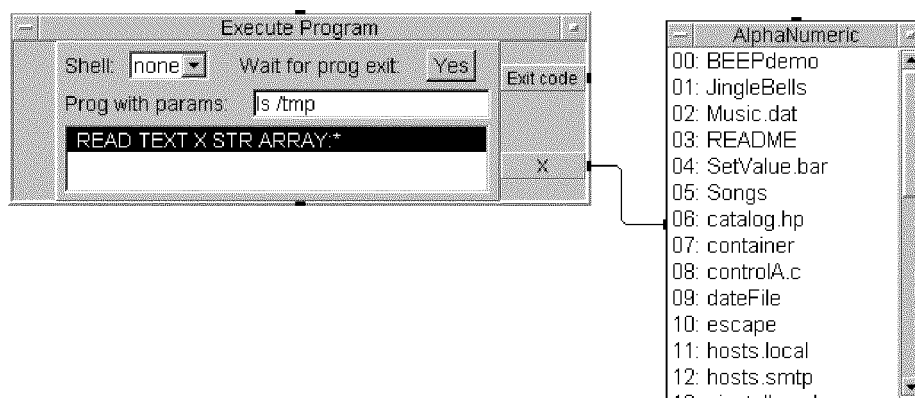 Execute Program
Shell: none Wait for prog exit: Yes
Prog with params: ls /tmp
READ TEXT X STR ARRAY:*
Exit code
X
AlphaNumeric
00: BEEPdemo
01: JingleBells
02: Music.dat
03: README
04: SetValue.bar
05: Songs
06: catalog.hp
07: container
08: controlA.c
09: dateFile
10: escape
11: hosts.local
12: hosts.smtp